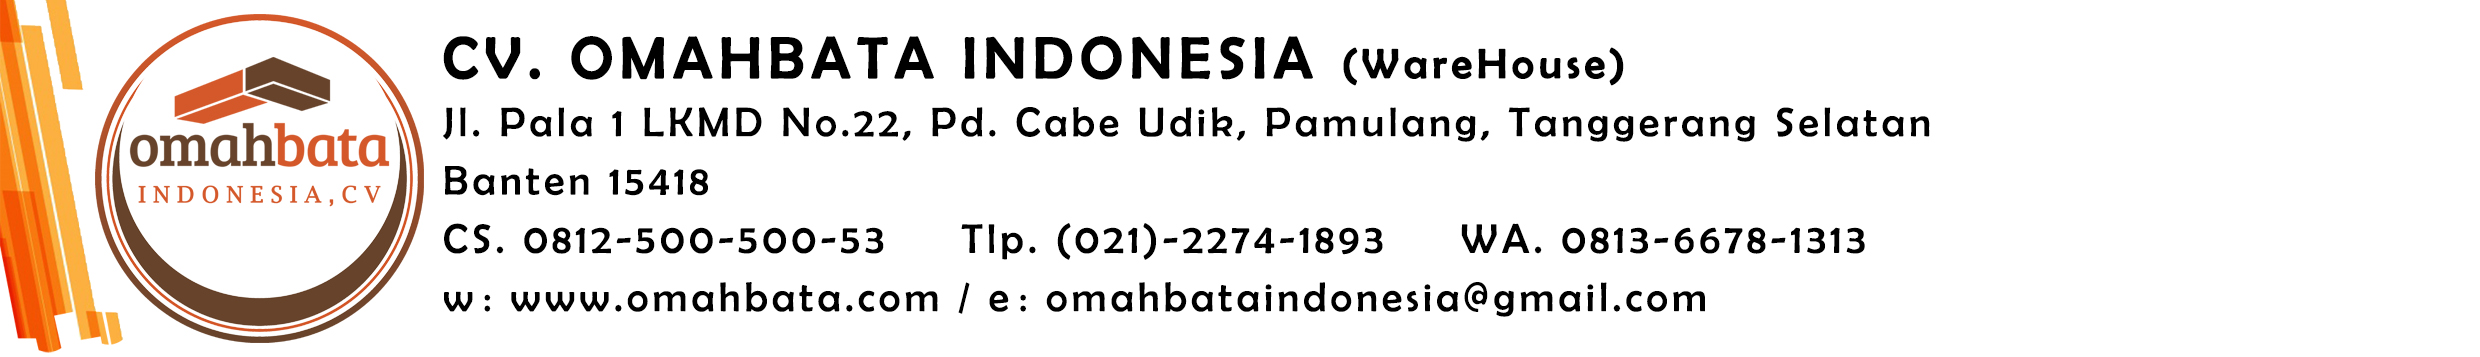 omahbata
INDONESIA, CV
CV. OMAHBATA INDONESIA (WareHouse)
Jl. Pala 1 LKMD No.22, Pd. Cabe Udik, Pamulang, Tanggerang Selatan
Banten 15418
CS. 0812-500-500-53 Tlp. (021)-2274-1893 WA. 0813-6678-1313
w: www.omahbata.com / e: omahbataindonesia@gmail.com